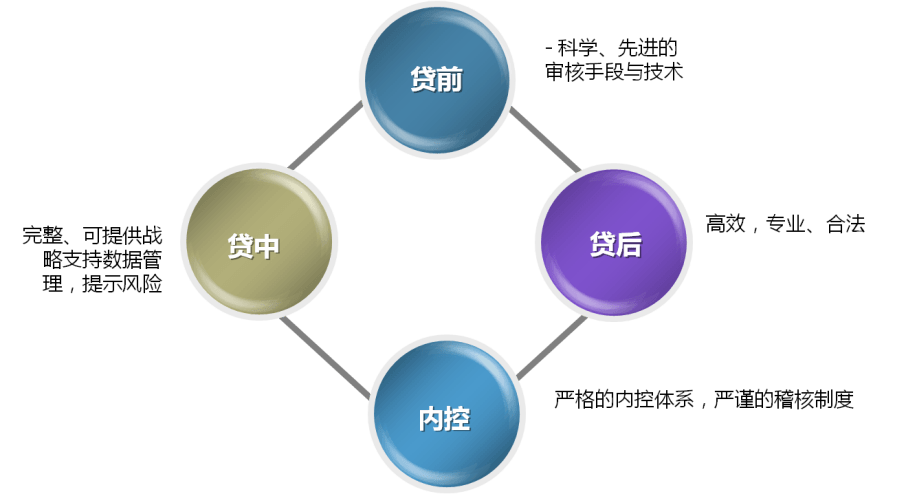 贷前
- 科学、先进的
审核手段与技术
贷中
完整、可提供战
略支持数据管
理，提示风险
贷后
高效，专业、合法
内控
严格的内控体系，严谨的稽核制度